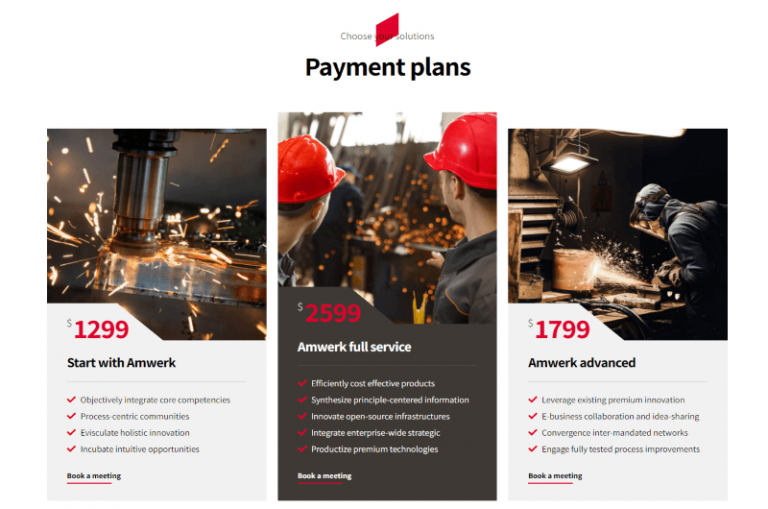 Choose your solutions
Payment plans
$1299
Start with Amwerk
Objectively integrate core competencies
Process-centric communities
Evisculate holistic innovation
Incubate intuitive opportunities
Book a meeting
$2599
Amwerk full service
Efficiently cost effective products
Synthesize principle-centered information
Innovate open-source infrastructures
Integrate enterprise-wide strategic
Productize premium technologies
Book a meeting
$1799
Amwerk advanced
Leverage existing premium innovation
E-business collaboration and idea-sharing
Convergence inter-mandated networks
Engage fully tested process improvements
Book a meeting